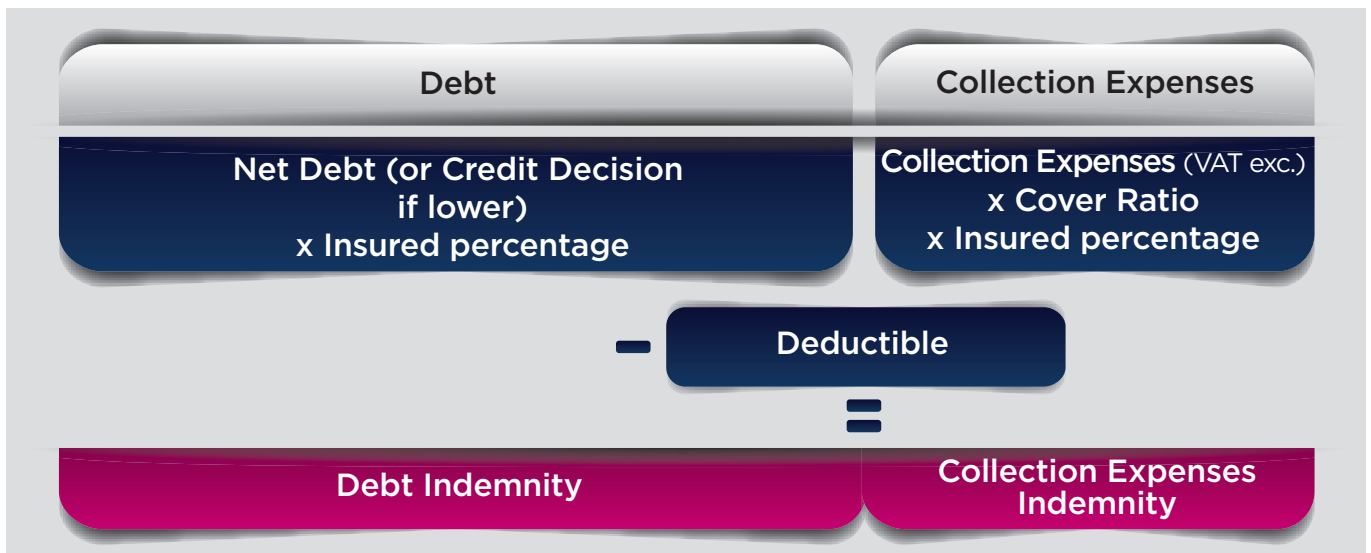 Debt
Collection Expenses
Net Debt (or Credit Decision
if lower)
x Insured percentage
Collection Expenses (VAT exc.)
x Cover Ratio
x Insured percentage
- Deductible
=
Debt Indemnity
Collection Expenses
Indemnity